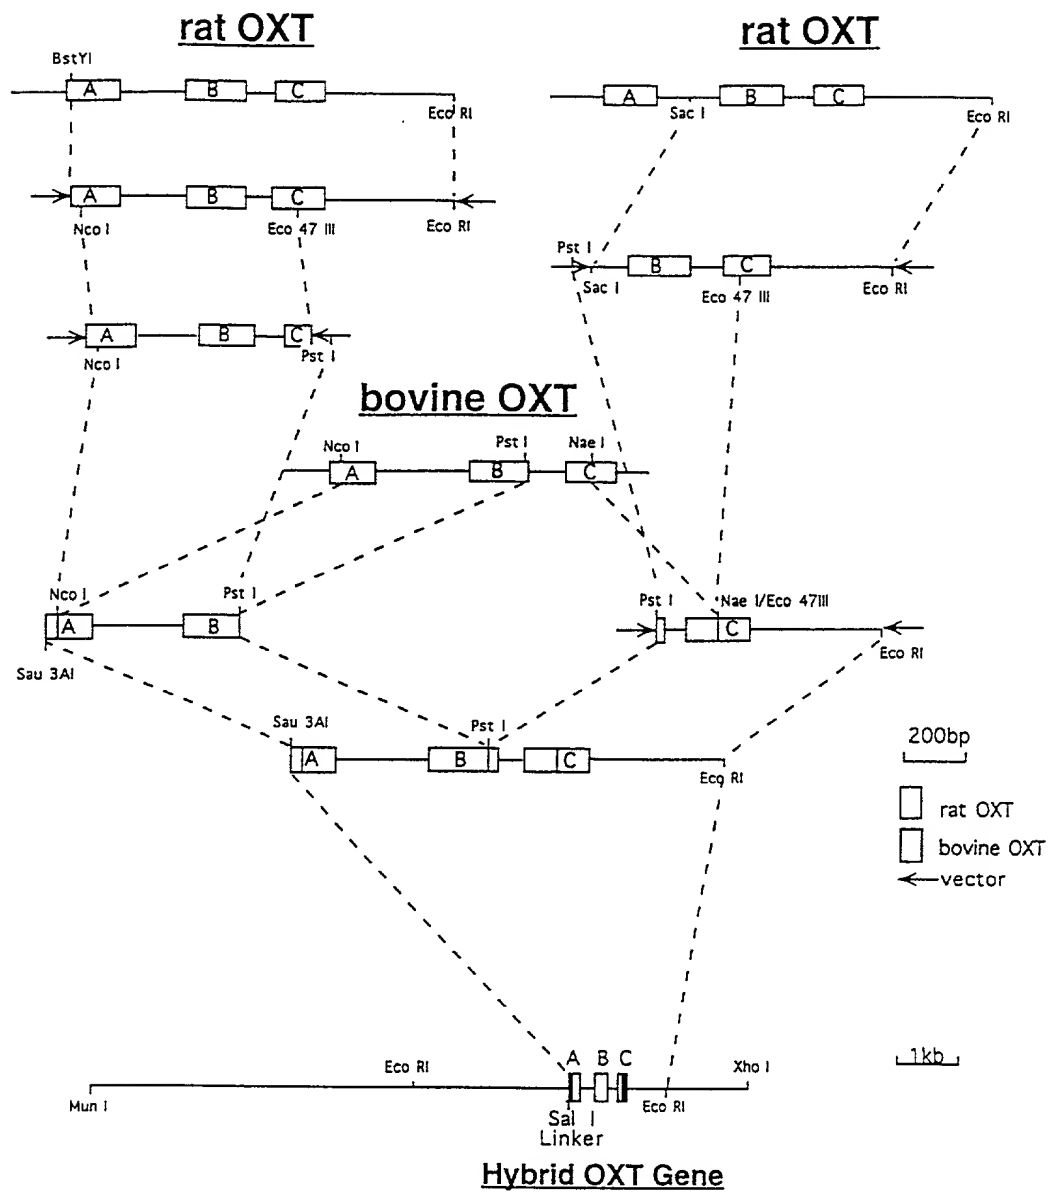 rat OXT
rat OXT
BstYI
A B C
Eco RI
A B C
Sac I
Eco RI
A B C
Nco I
Eco 47 III
Eco RI
Pst I
B C
Sac I
Eco 47 III
Eco RI
A B C
Nco I
Pst I
bovine OXT
Nco I
Pst I
Nae I
A B C
Nco I
Pst I
A B
Sau 3AI
Pst I
Nae I/Eco 47III
C
Eco RI
Sau 3AI
Pst I
A B C
Eco RI
200bp
rat OXT
bovine OXT
vector
A B C
Eco RI
Xho I
1kb
Mun I
Eco RI
Sal I
Linker
Hybrid OXT Gene